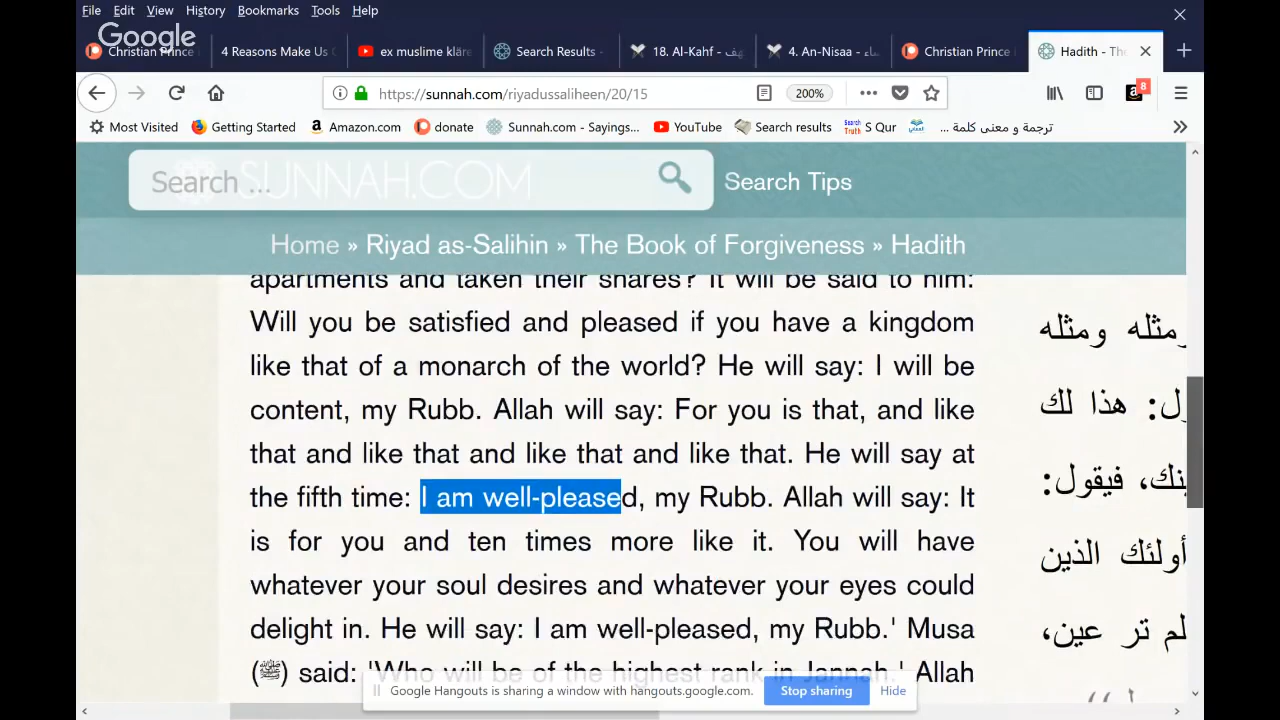 File Edit View History Bookmarks Tools Help
Google
Christian Prince
4 Reasons Make Us
ex muslime kläre
Search Results -
18. Al-Kahf -
4. An-Nisaa -
Christian Prince
Hadith - The
https://sunnah.com/riyadussaliheen/20/15
200%
8
Most Visited Getting Started Amazon.com donate Sunnah.com - Sayings... YouTube Search results Search Truth S Qur ترجمة و معنى كلمة ...
SUNNAH.COM
Search ...
Search Tips
Home » Riyad as-Salihin » The Book of Forgiveness » Hadith
apartments and taken their shares? It will be said to him:
Will you be satisfied and pleased if you have a kingdom
like that of a monarch of the world? He will say: I will be
content, my Rubb. Allah will say: For you is that, and like
that and like that and like that and like that. He will say at
the fifth time: I am well-pleased, my Rubb. Allah will say: It
is for you and ten times more like it. You will have
whatever your soul desires and whatever your eyes could
delight in. He will say: I am well-pleased, my Rubb.' Musa
(ﷺ) said: 'Who will be of the highest rank in Jannah.' Allah
ومثله ومثله
هذا لك
فيقول:
أولئك الذين
لم تر عين،
Google Hangouts is sharing a window with hangouts.google.com.
Stop sharing
Hide